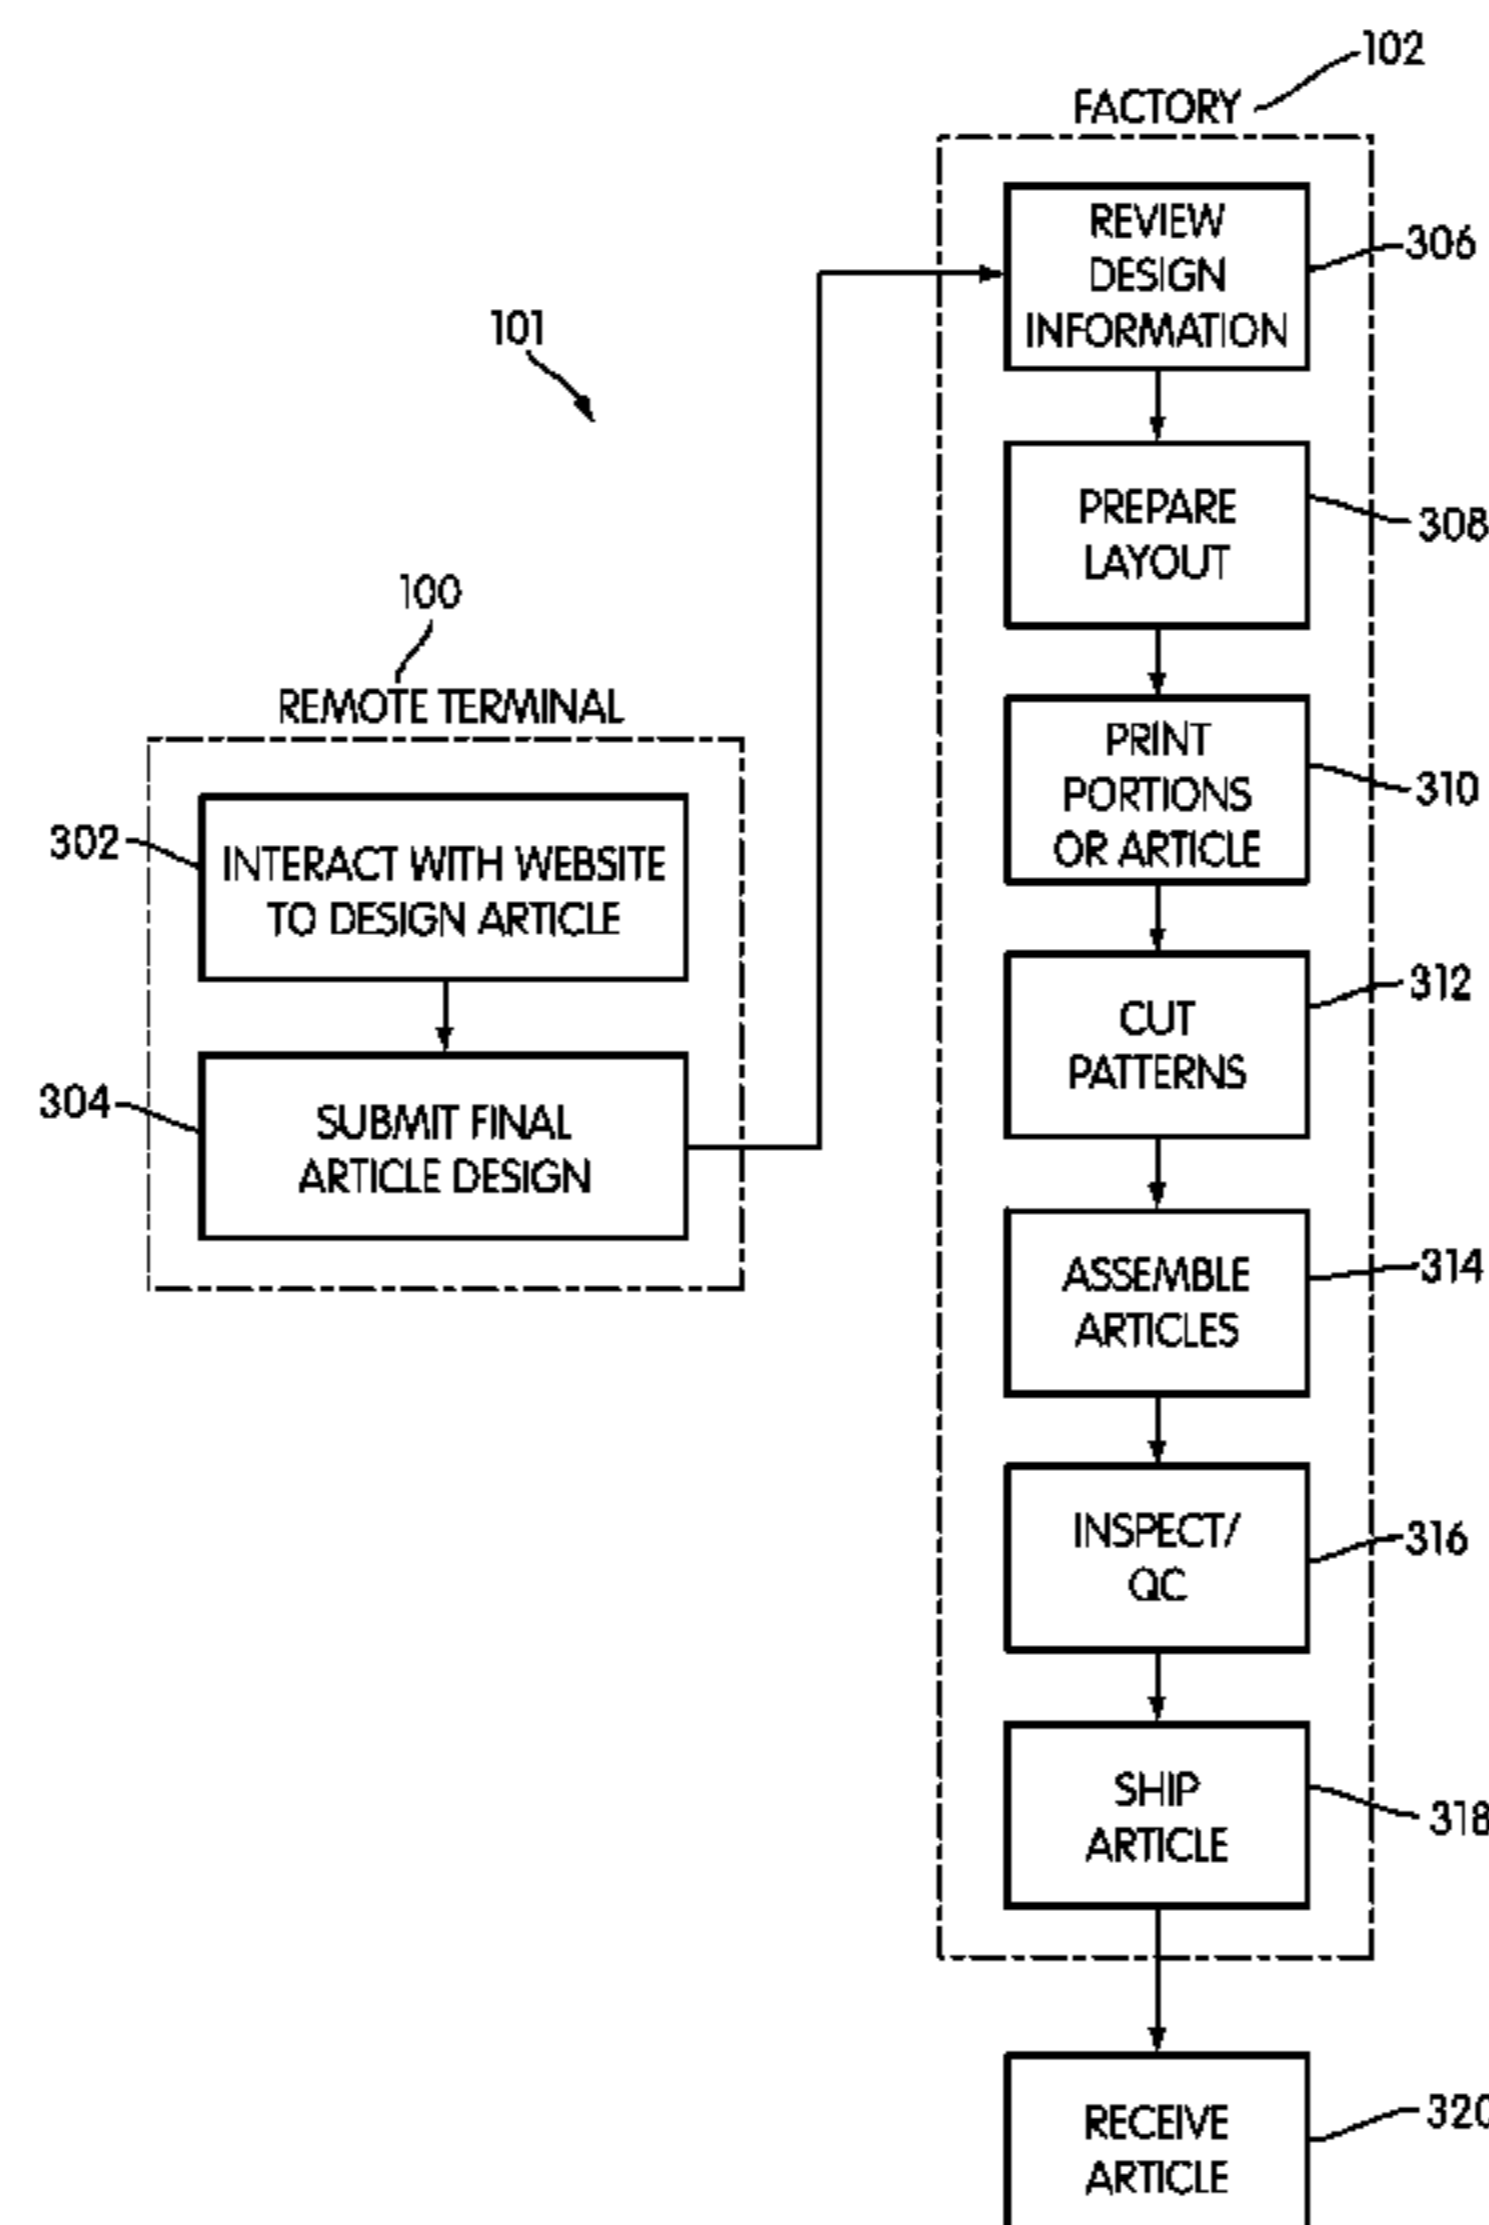 102
FACTORY
REVIEW
DESIGN
INFORMATION
306
101
PREPARE
LAYOUT
308
100
REMOTE TERMINAL
PRINT
PORTIONS
OR ARTICLE
310
302
INTERACT WITH WEBSITE
TO DESIGN ARTICLE
CUT
PATTERNS
312
304
SUBMIT FINAL
ARTICLE DESIGN
ASSEMBLE
ARTICLES
314
INSPECT/
QC
316
SHIP
ARTICLE
318
RECEIVE
ARTICLE
320